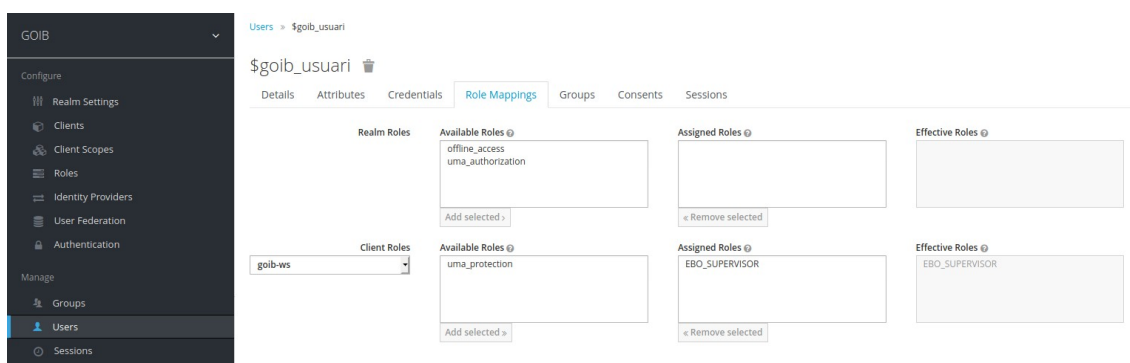 GOIB
Configure
Realm Settings
Clients
Client Scopes
Roles
Identity Providers
User Federation
Authentication
Manage
Groups
Users
Sessions
Users » $goib_usuari
$goib_usuari
Details Attributes Credentials Role Mappings Groups Consents Sessions
Realm Roles Available Roles Assigned Roles Effective Roles
offline_access
uma_authorization
Add selected › « Remove selected
Client Roles Available Roles Assigned Roles Effective Roles
goib-ws uma_protection EBO_SUPERVISOR EBO_SUPERVISOR
Add selected » « Remove selected